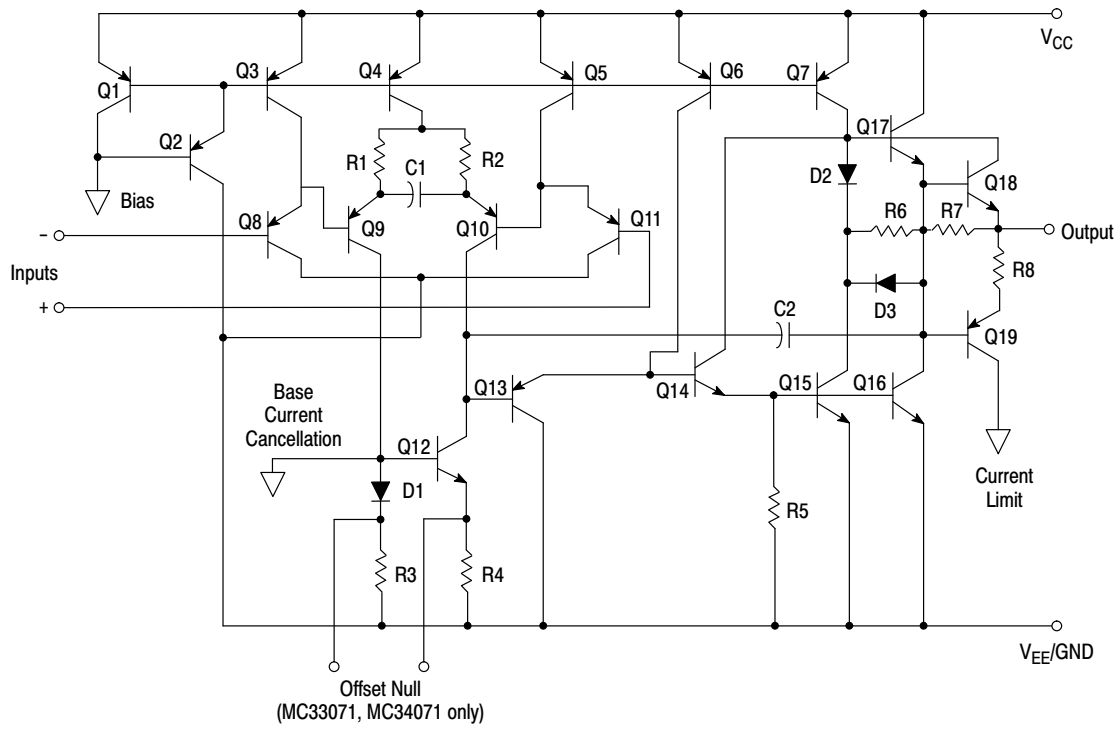 V_CC
Q1
Q3
Q4
Q5
Q6
Q7
Q2
Q17
R1
C1
R2
D2
Q18
Bias
Q8
Q9
Q10
Q11
R6
R7
Output
−
Inputs
+
R8
D3
C2
Q19
Base
Current
Cancellation
Q13
Q14
Q15
Q16
Q12
D1
Current
Limit
R5
R3
R4
V_EE/GND
Offset Null
(MC33071, MC34071 only)